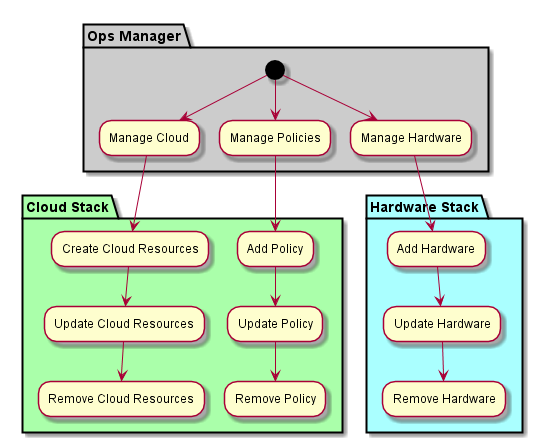 Ops Manager
Manage Cloud
Manage Policies
Manage Hardware
Cloud Stack
Hardware Stack
Create Cloud Resources
Add Policy
Add Hardware
Update Cloud Resources
Update Policy
Update Hardware
Remove Cloud Resources
Remove Policy
Remove Hardware